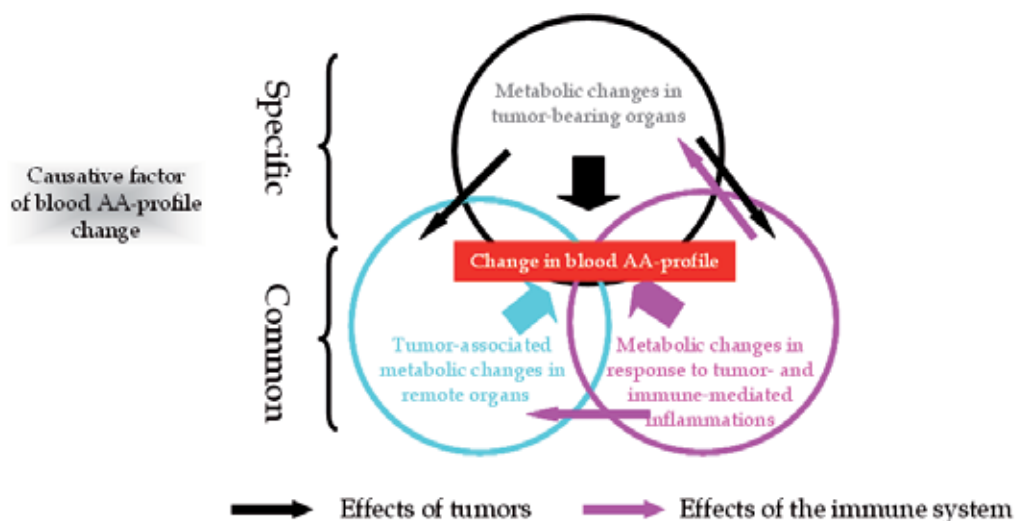 Specific
Metabolic changes in
tumor-bearing organs
Causative factor
of blood AA-profile
change
Change in blood AA-profile
Common
Tumor-associated
metabolic changes in
remote organs
Metabolic changes in
response to tumor- and
immune-mediated
inflammations
Effects of tumors
Effects of the immune system